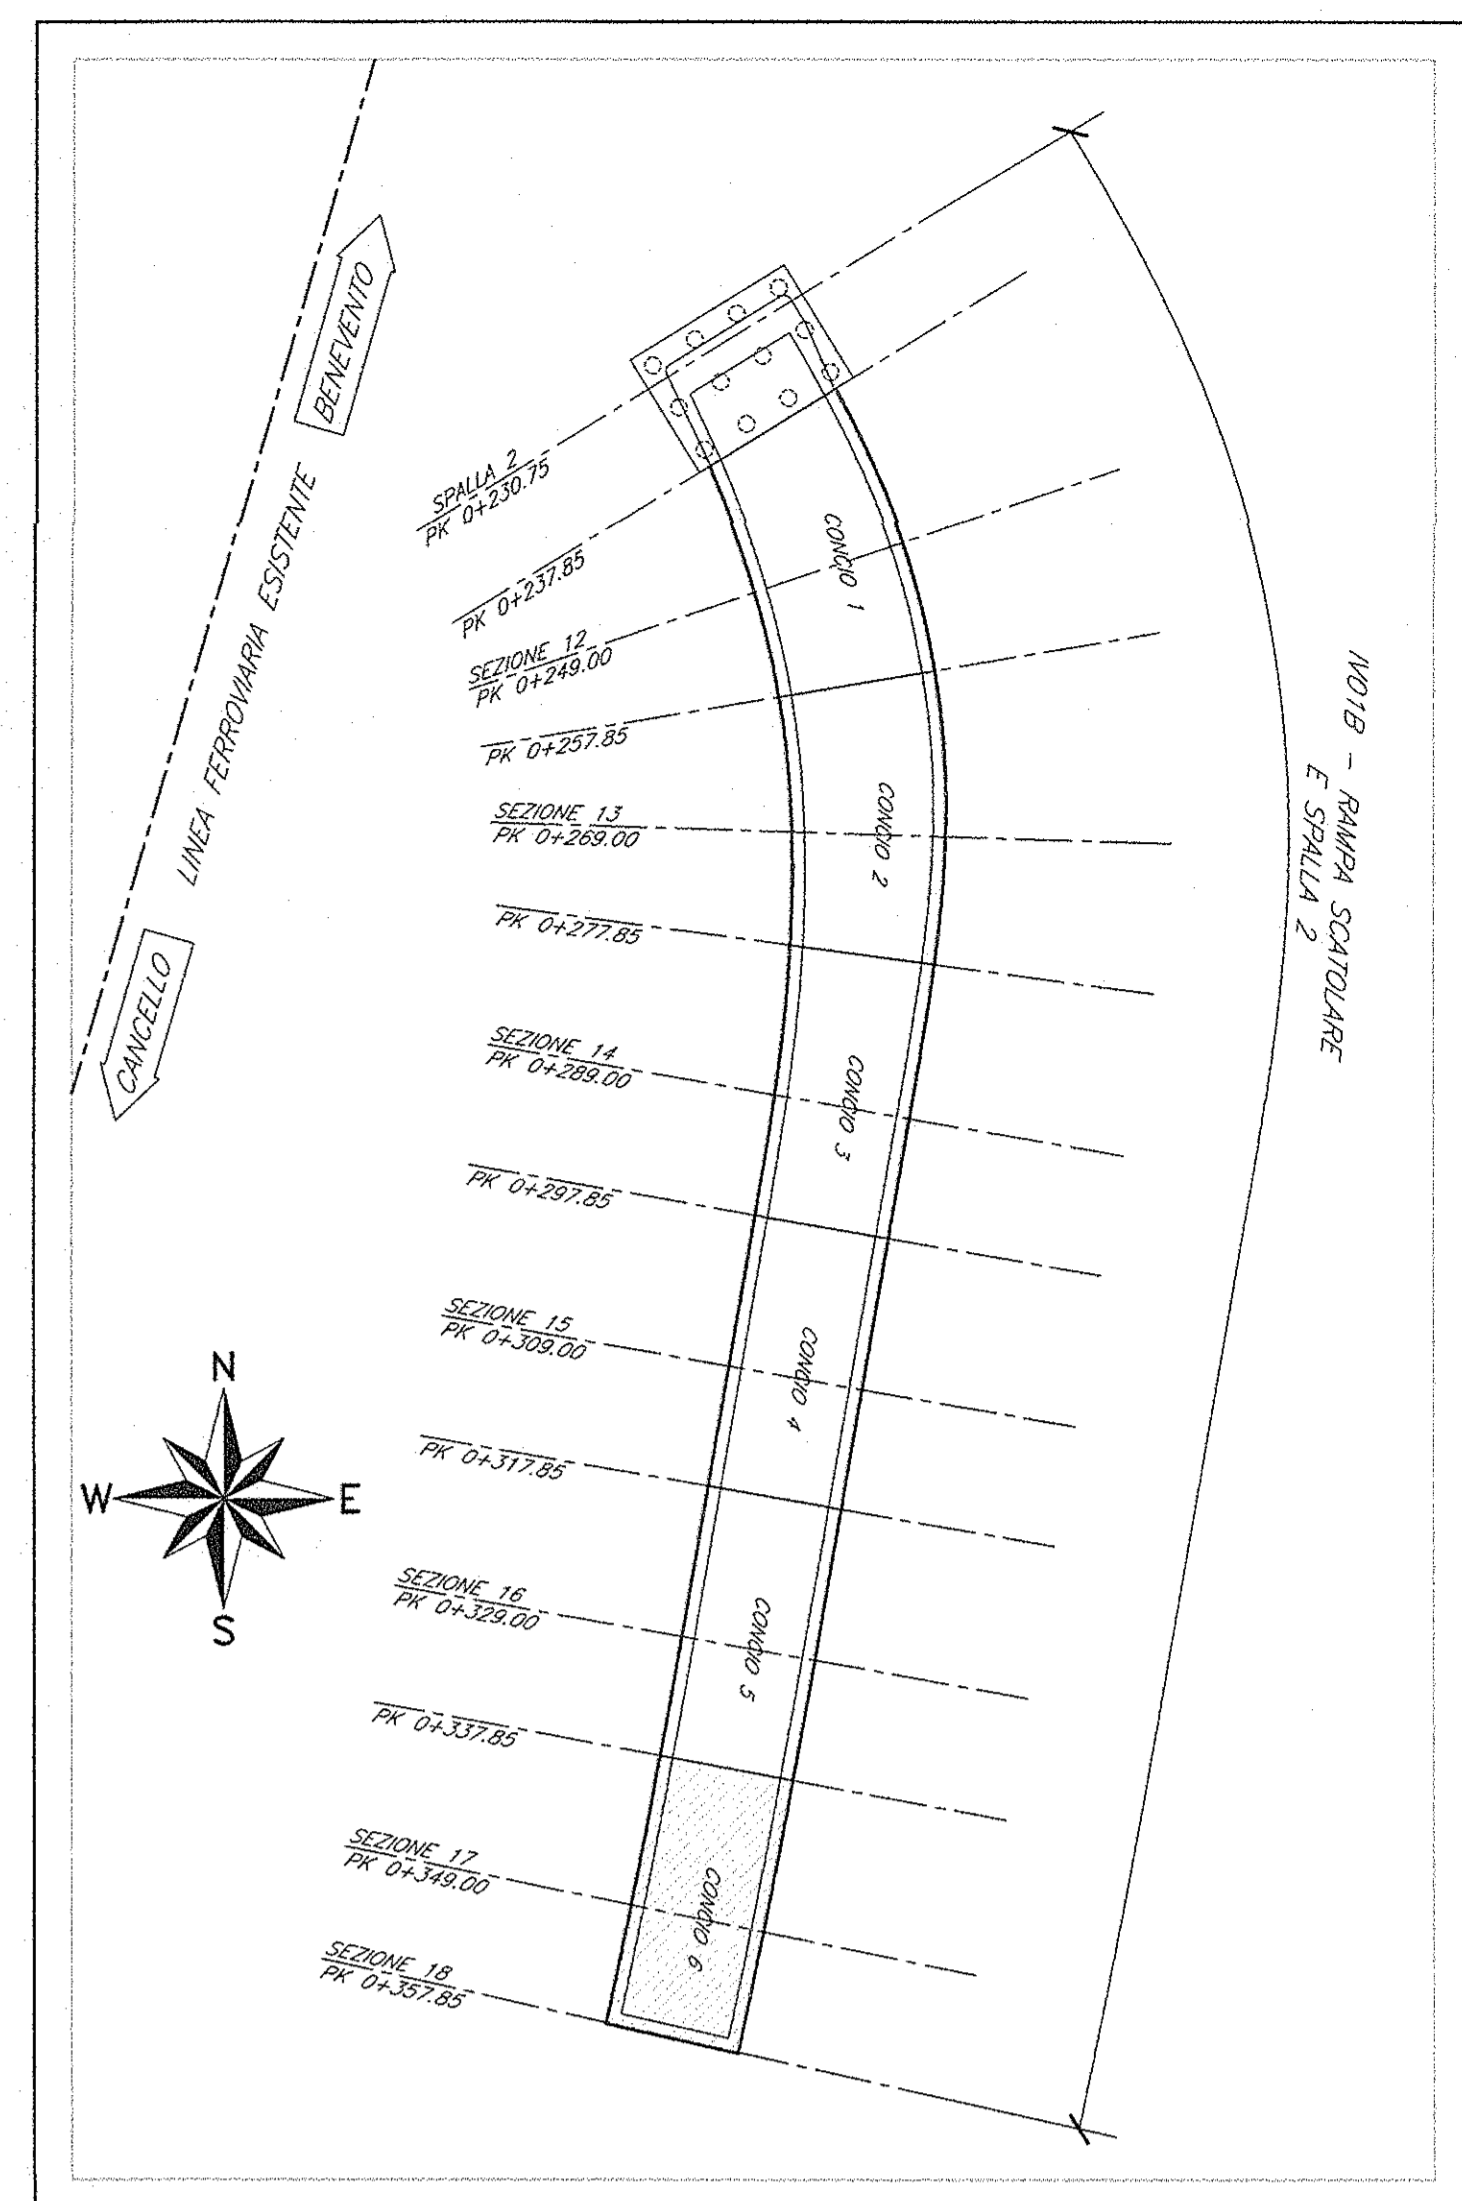 BENEVENTO
LINEA FERROVIARIA ESISTENTE
CANCELLO
SPALLA 2
PK 0+230.75
PK 0+237.85
SEZIONE 12
PK 0+249.00
PK 0+257.85
SEZIONE 13
PK 0+269.00
PK 0+277.85
SEZIONE 14
PK 0+289.00
PK 0+297.85
SEZIONE 15
PK 0+309.00
PK 0+317.85
SEZIONE 16
PK 0+329.00
PK 0+337.85
SEZIONE 17
PK 0+349.00
SEZIONE 18
PK 0+357.85
CONCIO 1
CONCIO 2
CONCIO 3
CONCIO 4
CONCIO 5
CONCIO 6
IV01B - RAMPA SCATOLARE
E SPALLA 2
N
W
E
S